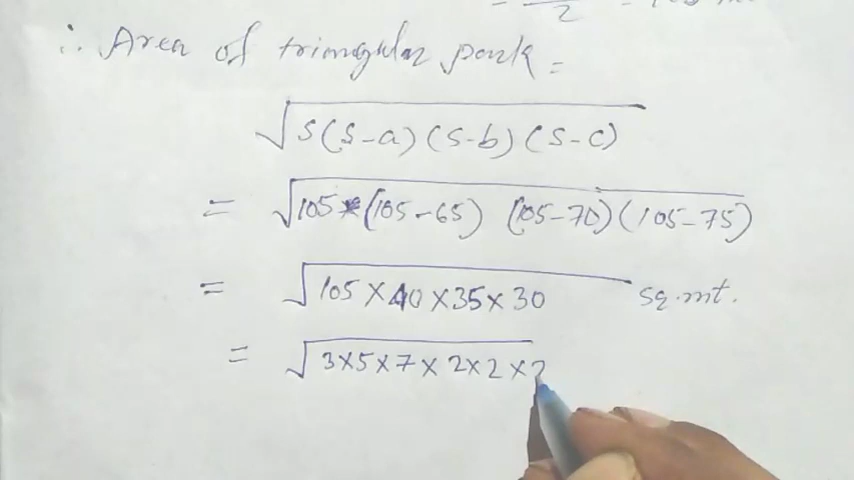 2
∴ Area of triangular park =
√S(S-a)(S-b)(S-c)
= √105×(105-65) (105-70)(105-75)
= √105×40×35×30 sq.mt.
= √3×5×7×2×2×2